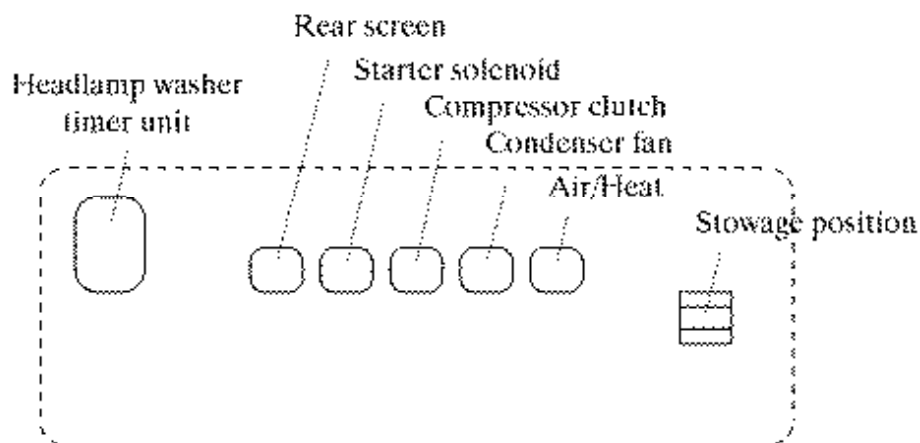 Rear screen
Headlamp washer
timer unit
Starter solenoid
Compressor clutch
Condenser fan
Air/Heat
Stowage position